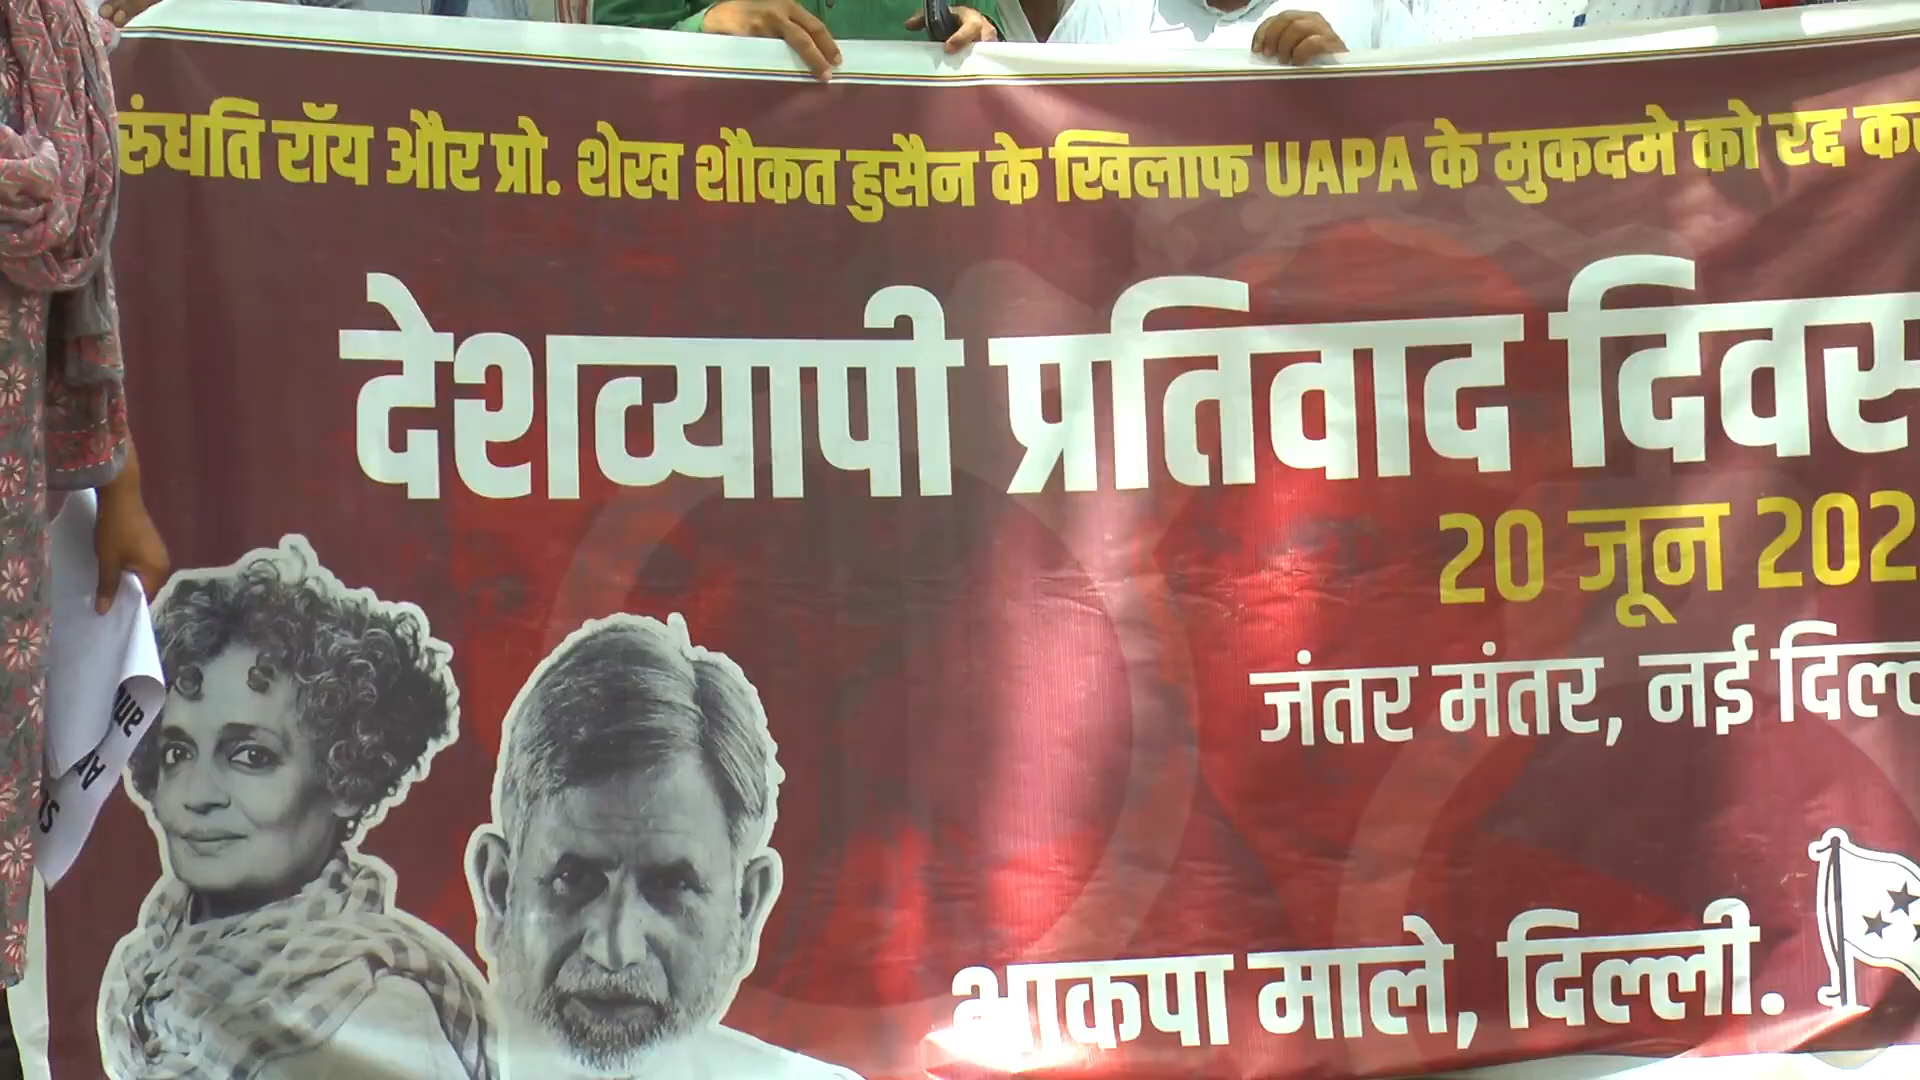 रुंधति रॉय और प्रो. शेख शौकत हुसैन के खिलाफ UAPA के मुकदमे को रद्द
देशव्यापी प्रतिवाद दिवस
20 जून 202
जंतर मंतर, नई दिल्ल
भाकपा माले, दिल्ली.